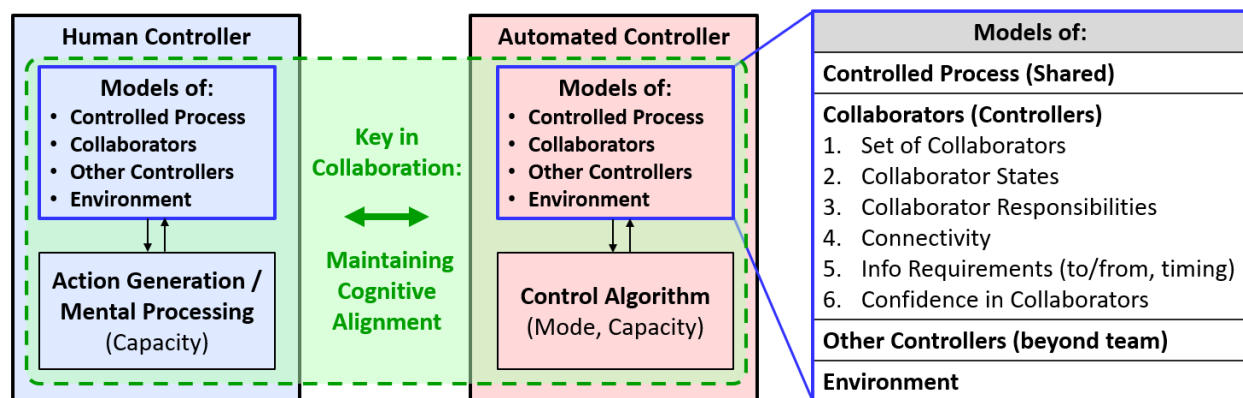 Human Controller
Models of:
• Controlled Process
• Collaborators
• Other Controllers
• Environment
Action Generation /
Mental Processing
(Capacity)
Key in
Collaboration:
Maintaining
Cognitive
Alignment
Automated Controller
Models of:
• Controlled Process
• Collaborators
• Other Controllers
• Environment
Control Algorithm
(Mode, Capacity)
Models of:
Controlled Process (Shared)
Collaborators (Controllers)
1. Set of Collaborators
2. Collaborator States
3. Collaborator Responsibilities
4. Connectivity
5. Info Requirements (to/from, timing)
6. Confidence in Collaborators
Other Controllers (beyond team)
Environment